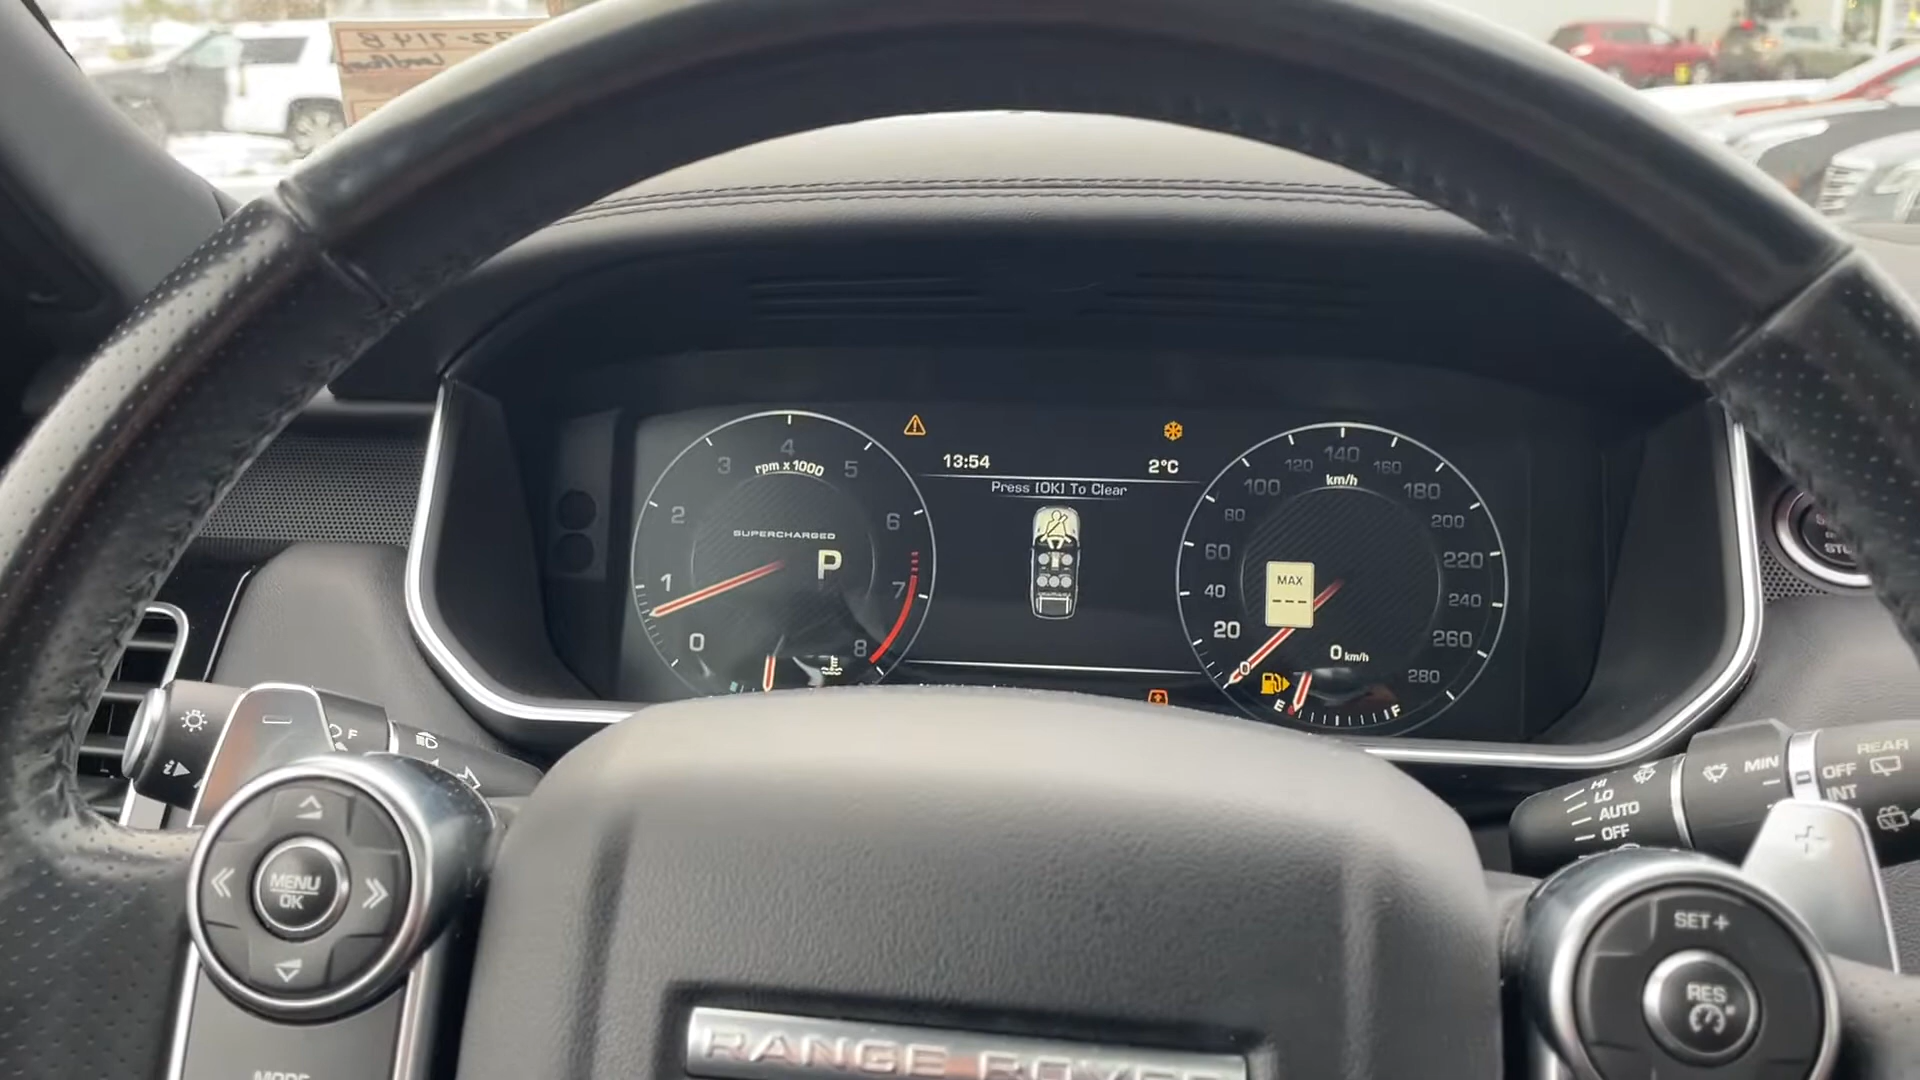 13:54
2°C
Press [OK] To Clear
0
1
2
3
4
5
6
7
8
rpm x 1000
SUPERCHARGED
P
0
20
40
60
80
100
120
140
160
180
200
220
240
260
280
km/h
MAX
---
0 km/h
E
F
F
MENU
OK
RANGE ROVER
HI
LO
AUTO
OFF
MIN
REAR
OFF
INT
SET+
RES